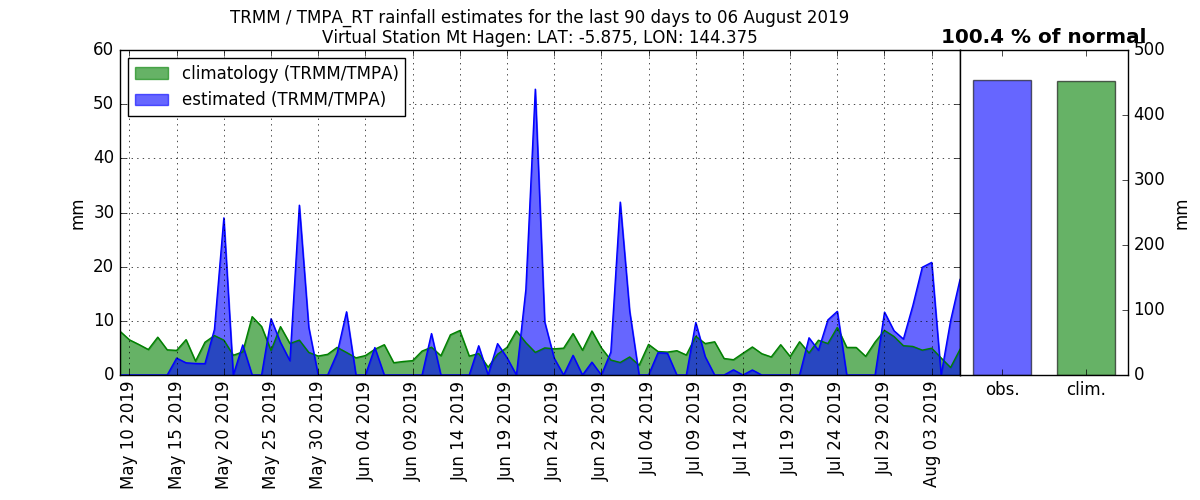 TRMM / TMPA_RT rainfall estimates for the last 90 days to 06 August 2019
Virtual Station Mt Hagen: LAT: -5.875, LON: 144.375
100.4 % of normal
climatology (TRMM/TMPA)
estimated (TRMM/TMPA)
60
50
40
30
20
10
0
mm
May 10 2019
May 15 2019
May 20 2019
May 25 2019
May 30 2019
Jun 04 2019
Jun 09 2019
Jun 14 2019
Jun 19 2019
Jun 24 2019
Jun 29 2019
Jul 04 2019
Jul 09 2019
Jul 14 2019
Jul 19 2019
Jul 24 2019
Jul 29 2019
Aug 03 2019
obs.
clim.
500
400
300
200
100
0
mm